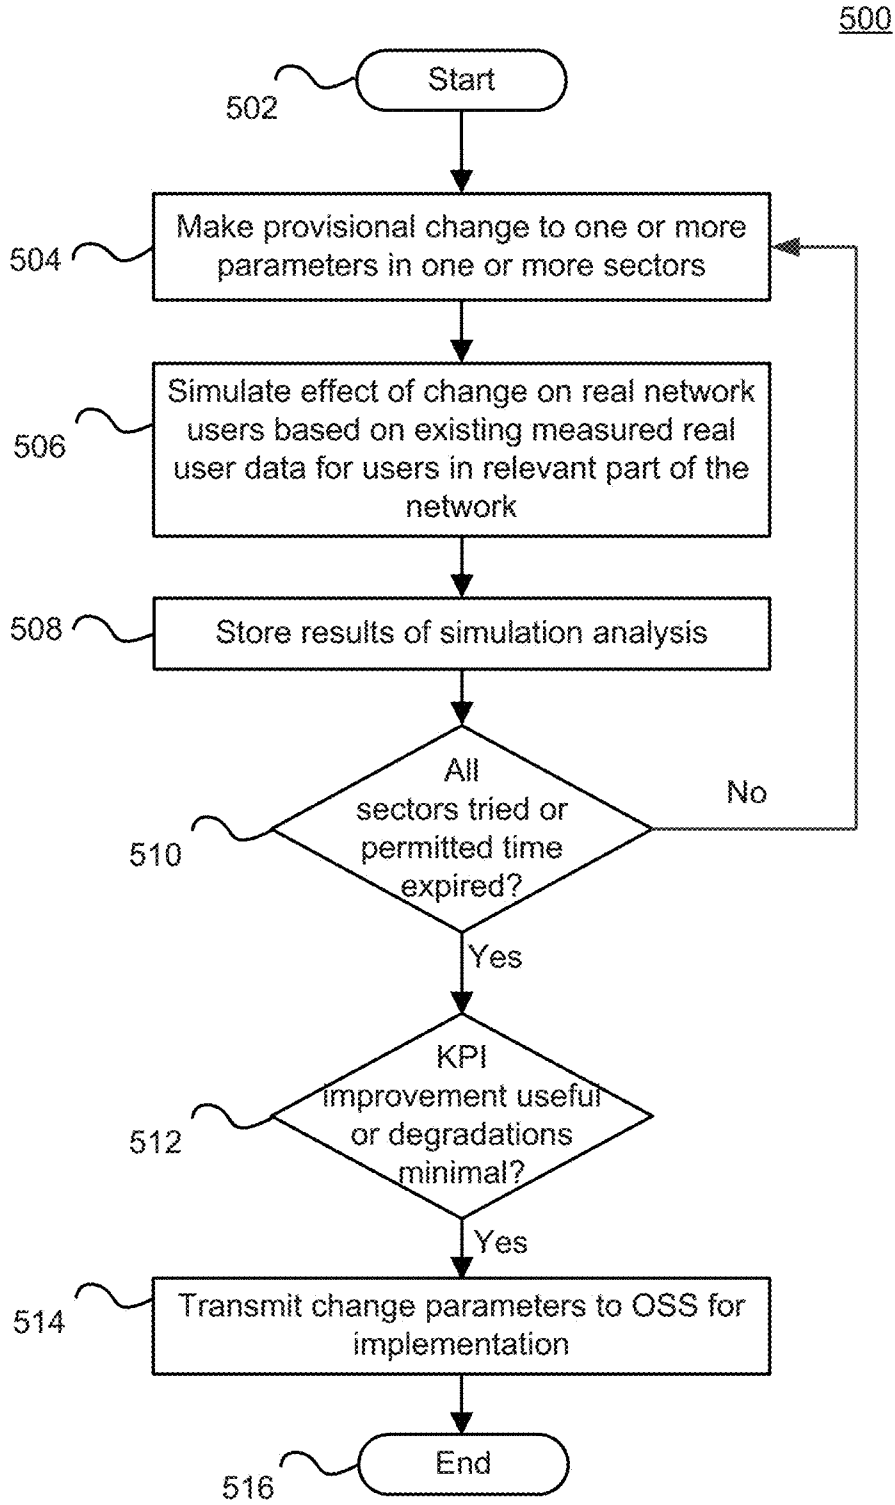 500
Start
502
Make provisional change to one or more
parameters in one or more sectors
504
Simulate effect of change on real network
users based on existing measured real
user data for users in relevant part of the
network
506
Store results of simulation analysis
508
All
sectors tried or
permitted time
expired?
No
510
Yes
KPI
improvement useful
or degradations
minimal?
512
Yes
Transmit change parameters to OSS for
implementation
514
End
516